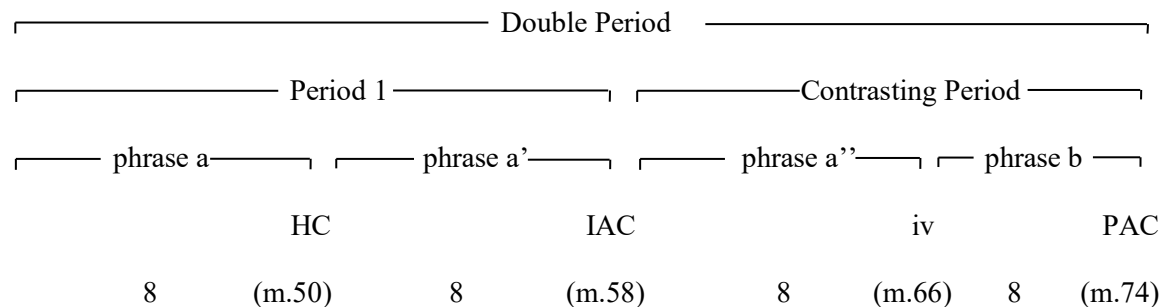 Double Period
Period 1 Contrasting Period
phrase a phrase a’ phrase a’’ phrase b
HC IAC iv PAC
8 (m.50) 8 (m.58) 8 (m.66) 8 (m.74)